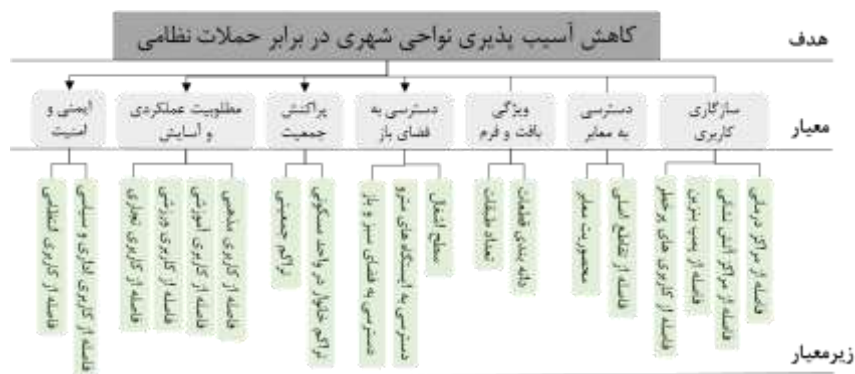 هدف
کاهش آسیب پذیری نواحی شهری در برابر حملات نظامی
معیار
سازگاری
کاربری
دسترسی
به معابر
ویژگی
بافت و فرم
دسترسی به
فضای باز
پراکنش
جمعیت
مطلوبیت عملکردی
و آسایش
ایمنی و
امنیت
زیرمعیار
فاصله از مراکز درمانی
فاصله از مراکز آتش نشانی
فاصله از پمپ بنزین
فاصله از کاربری های پرخطر
فاصله از تقاطع اصلی
محصوریت معابر
دانه بندی قطعات
تعداد طبقات
سطح اشغال
دسترسی به ایستگاه های مترو
دسترسی به فضای سبز و باز
تراکم خانوار در واحد مسکونی
تراکم جمعیتی
فاصله از کاربری مذهبی
فاصله از کاربری آموزشی
فاصله از کاربری ورزشی
فاصله از کاربری تجاری
فاصله از کاربری اداری و سیاسی
فاصله از کاربری انتظامی